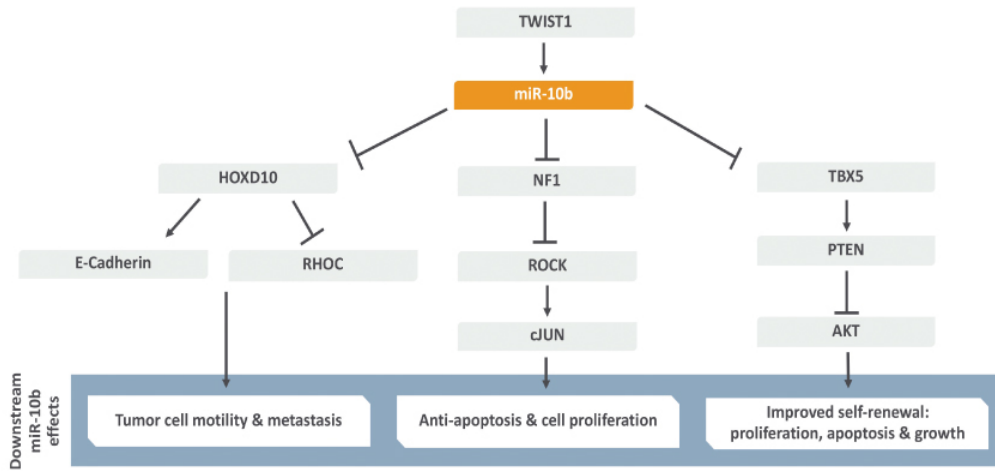 TWIST1
miR-10b
HOXD10
NF1
TBX5
E-Cadherin
RHOC
ROCK
PTEN
cJUN
AKT
Downstream
miR-10b
effects
Tumor cell motility & metastasis
Anti-apoptosis & cell proliferation
Improved self-renewal:
proliferation, apoptosis & growth